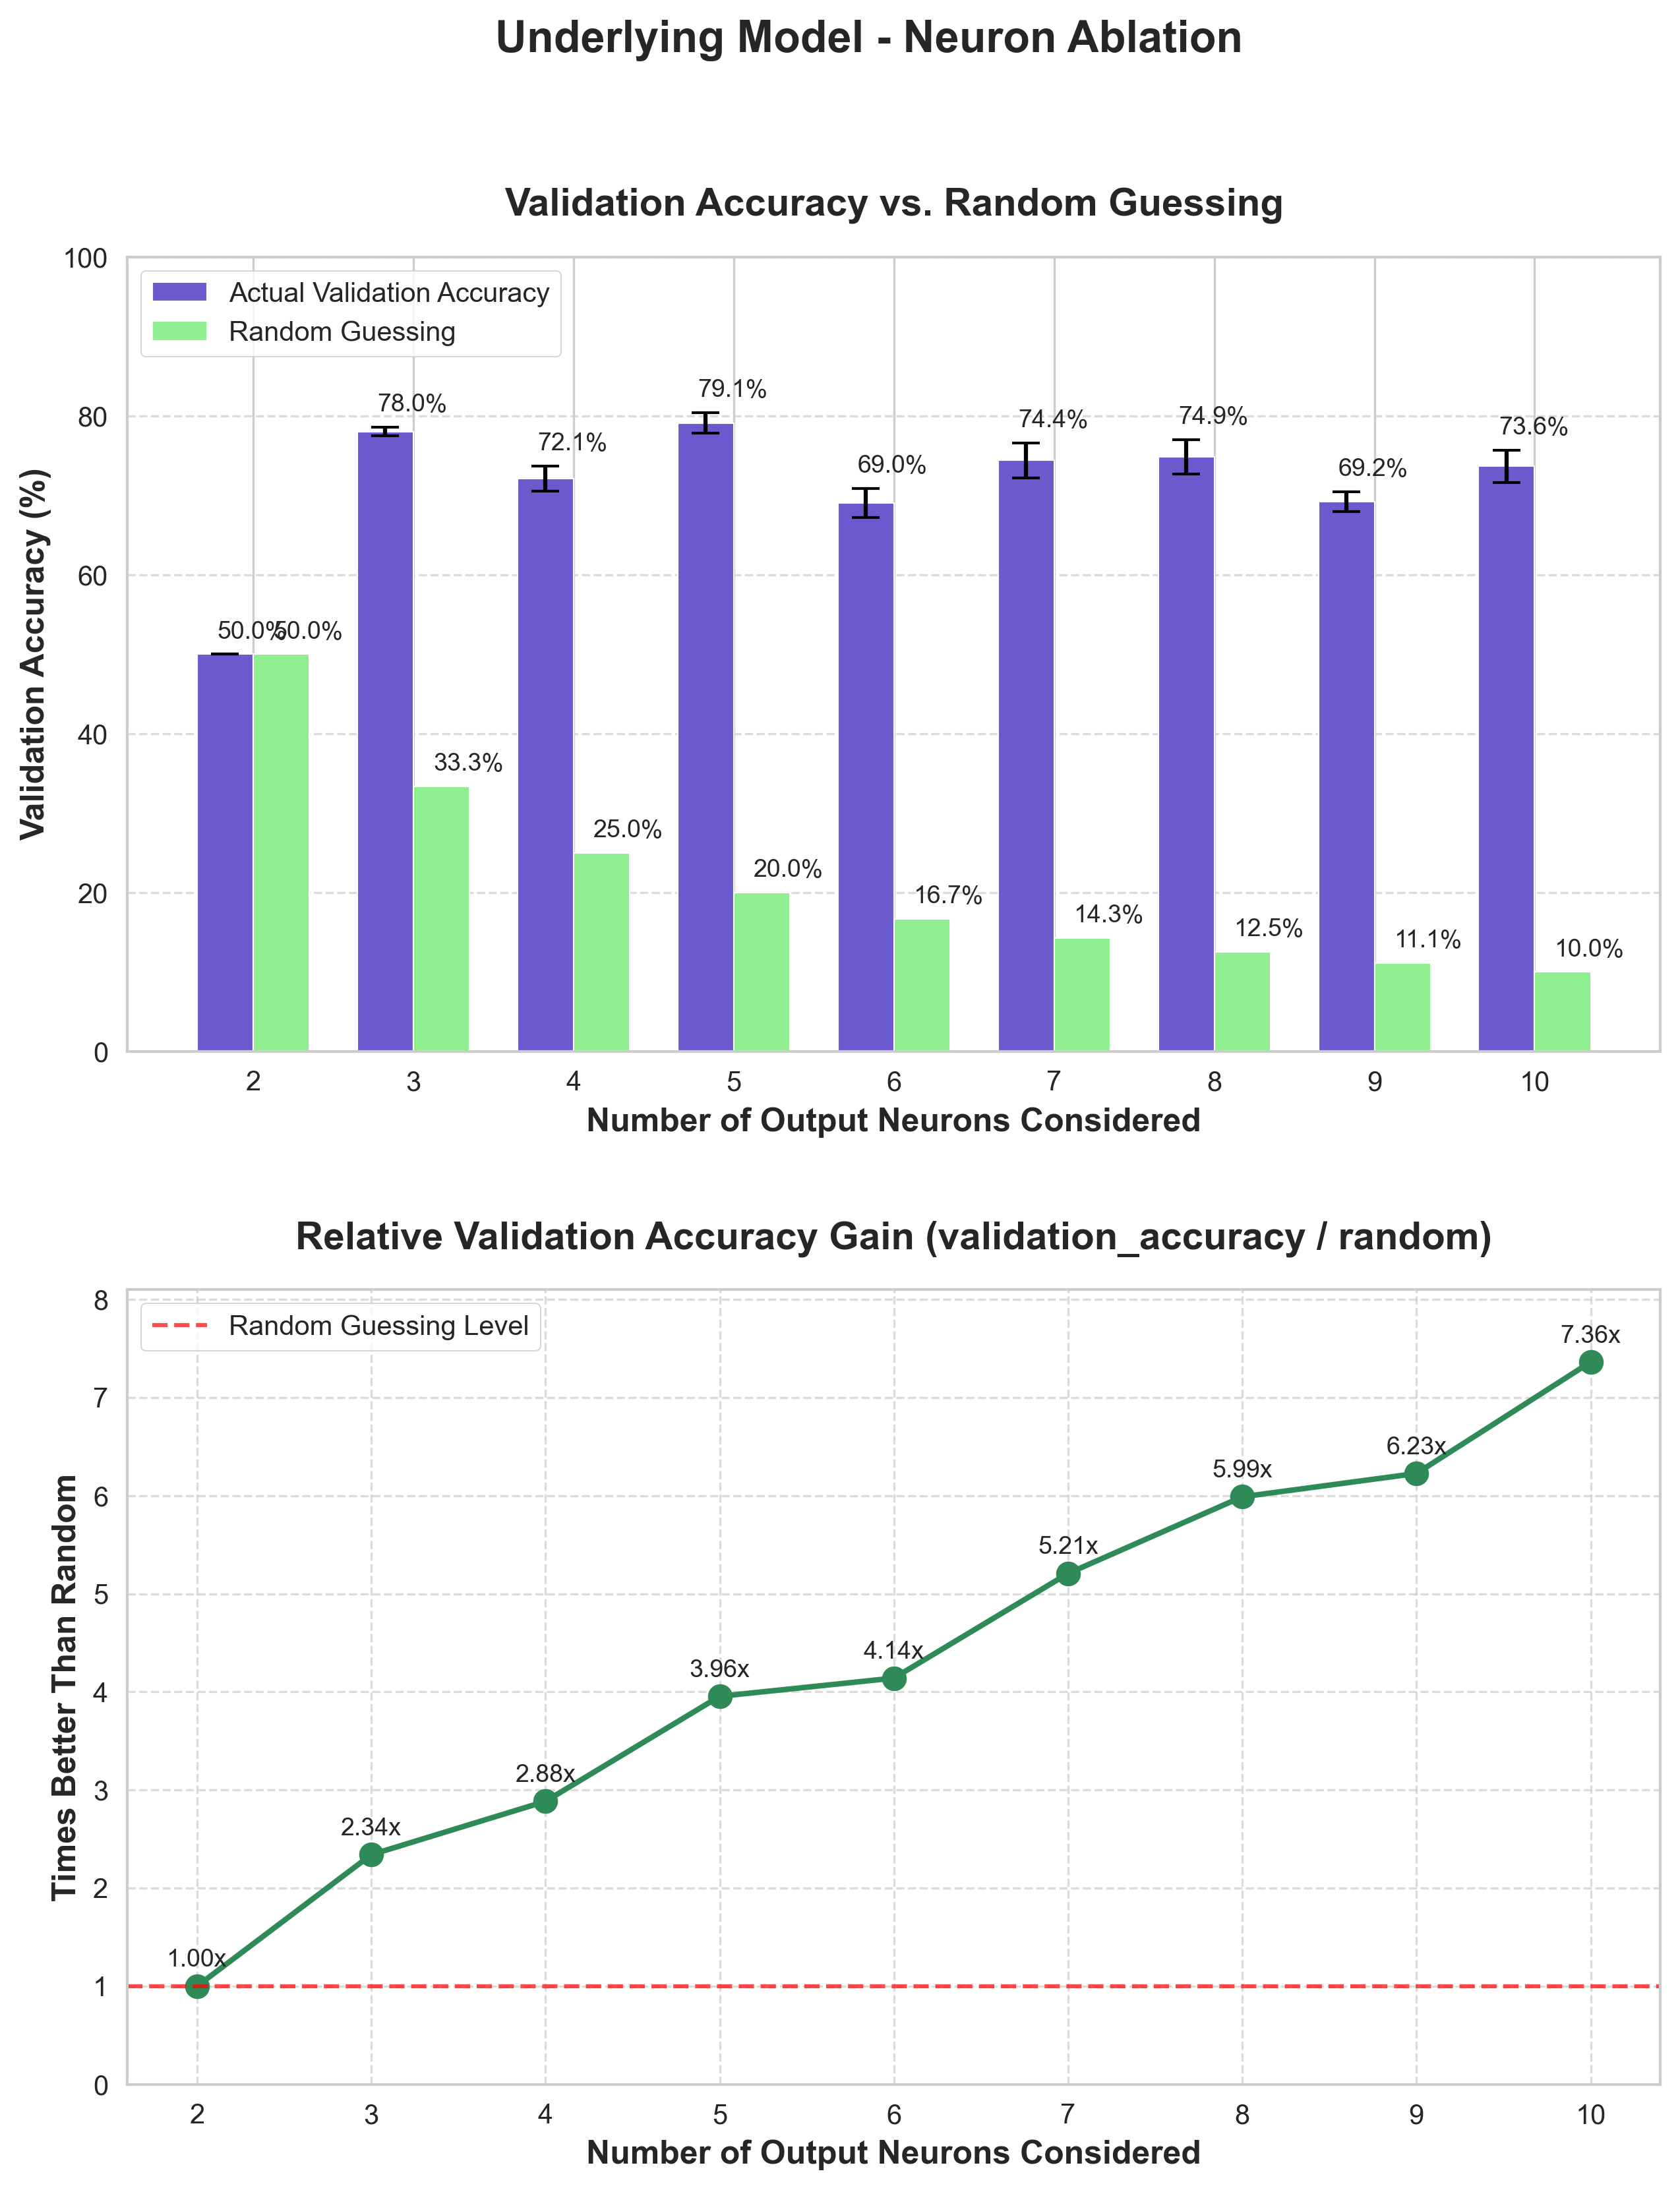 Underlying Model - Neuron Ablation
Validation Accuracy vs. Random Guessing
Validation Accuracy (%)
100
80
60
40
20
0
Actual Validation Accuracy
Random Guessing
50.0%
50.0%
78.0%
33.3%
72.1%
25.0%
79.1%
20.0%
69.0%
16.7%
74.4%
14.3%
74.9%
12.5%
69.2%
11.1%
73.6%
10.0%
2 3 4 5 6 7 8 9 10
Number of Output Neurons Considered
Relative Validation Accuracy Gain (validation_accuracy / random)
Times Better Than Random
8
7
6
5
4
3
2
1
0
Random Guessing Level
1.00x
2.34x
2.88x
3.96x
4.14x
5.21x
5.99x
6.23x
7.36x
2 3 4 5 6 7 8 9 10
Number of Output Neurons Considered